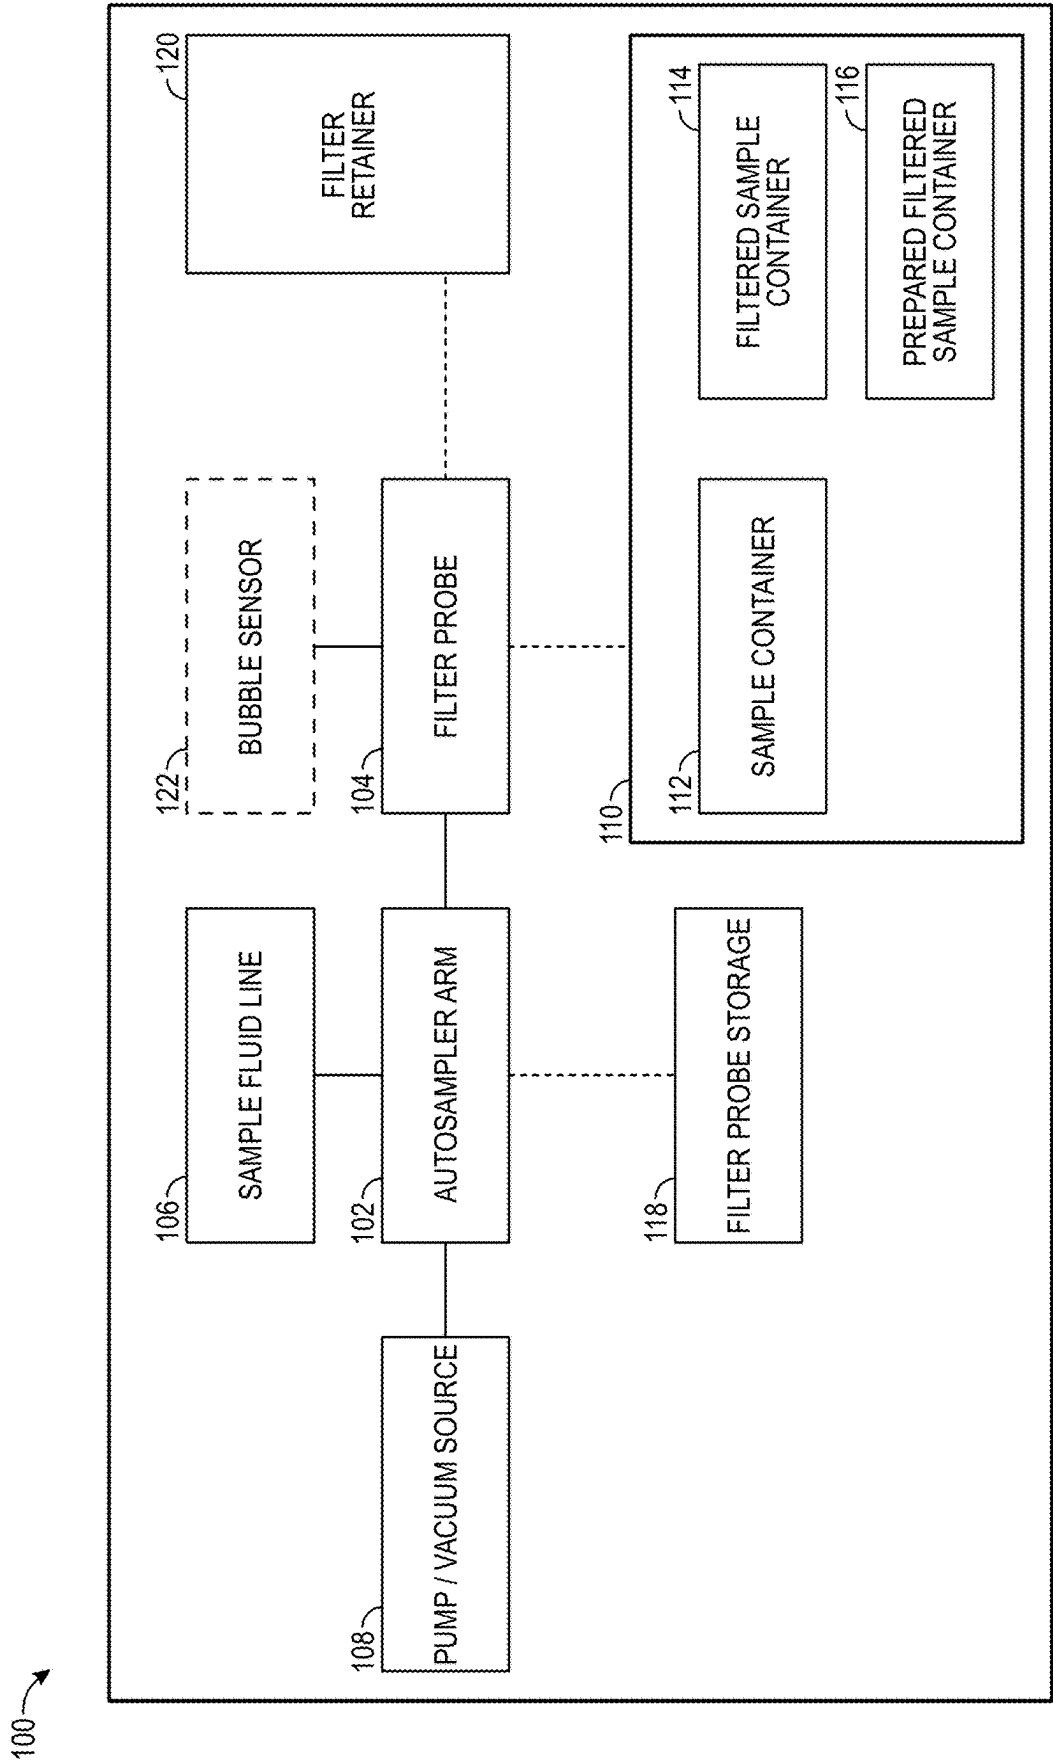 100
106
SAMPLE FLUID LINE
122
BUBBLE SENSOR
120
FILTER
RETAINER
108
PUMP / VACUUM SOURCE
102
AUTOSAMPLER ARM
104
FILTER PROBE
118
FILTER PROBE STORAGE
110
112
SAMPLE CONTAINER
114
FILTERED SAMPLE
CONTAINER
116
PREPARED FILTERED
SAMPLE CONTAINER